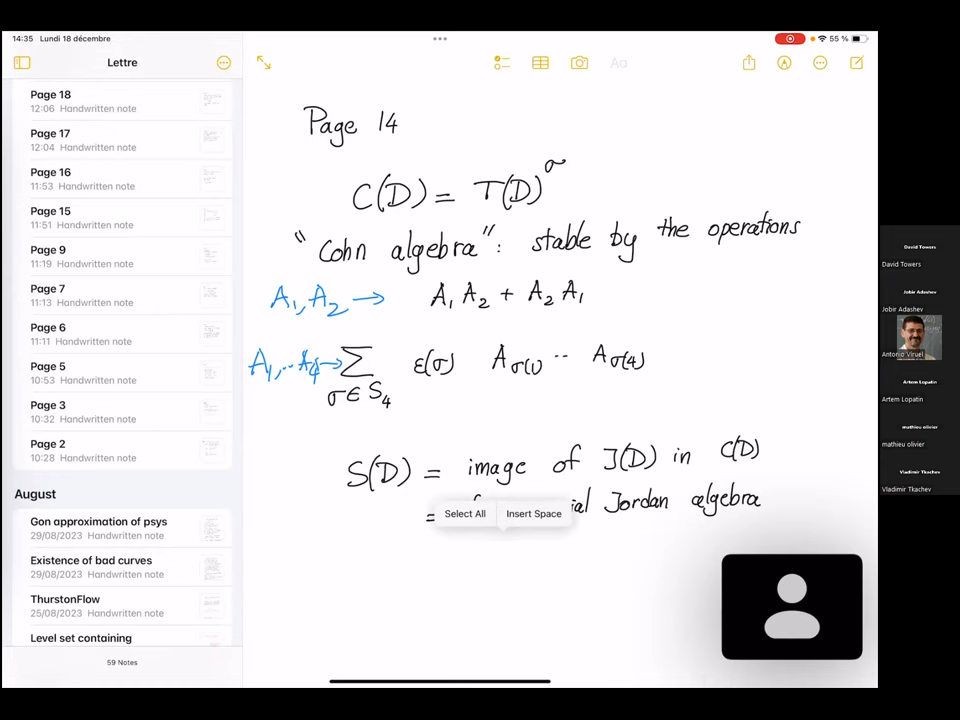 14:35 Lundi 18 décembre
55 %
Lettre
Page 18
12:06 Handwritten note
Page 17
12:04 Handwritten note
Page 16
11:53 Handwritten note
Page 15
11:51 Handwritten note
Page 9
11:19 Handwritten note
Page 7
11:13 Handwritten note
Page 6
11:11 Handwritten note
Page 5
10:53 Handwritten note
Page 3
10:32 Handwritten note
Page 2
10:28 Handwritten note
August
Gon approximation of psys
29/08/2023 Handwritten note
Existence of bad curves
29/08/2023 Handwritten note
ThurstonFlow
25/08/2023 Handwritten note
Level set containing
59 Notes
Aa
Page 14
C(D) = T(D)^σ
"Cohn algebra": stable by the operations
A₁, A₂ → A₁ A₂ + A₂ A₁
A₁, ·· A₄ → ∑ ε(σ) A_σ(1) ·· A_σ(4)
σ ∈ S₄
S(D) = image of J(D) in C(D)
= Jordan algebra
Select All Insert Space
David Towers
David Towers
Jobir Adashev
Jobir Adashev
Antonio Viruel
Artem Lopatin
Artem Lopatin
mathieu olivier
mathieu olivier
Vladimir Tkachev
Vladimir Tkachev